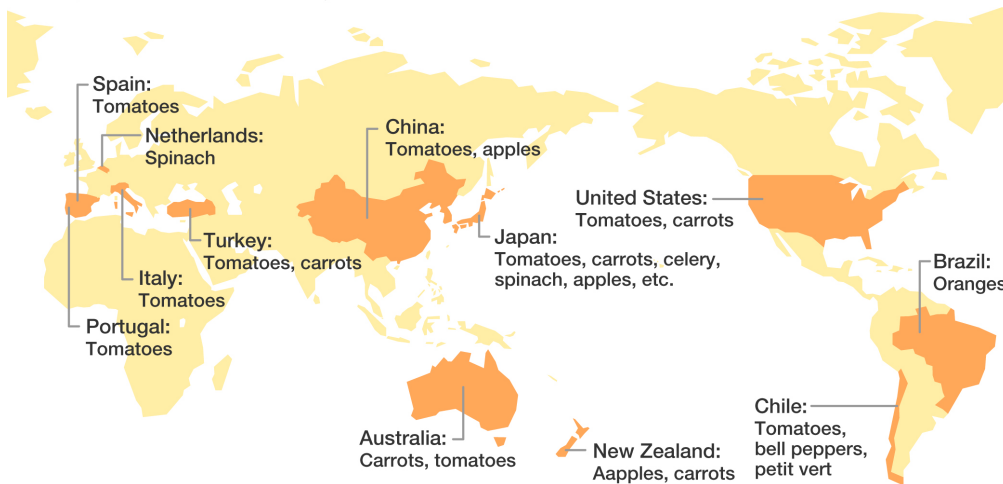 Spain:
Tomatoes
Netherlands:
Spinach
China:
Tomatoes, apples
United States:
Tomatoes, carrots
Turkey:
Tomatoes, carrots
Japan:
Tomatoes, carrots, celery,
spinach, apples, etc.
Brazil:
Oranges
Italy:
Tomatoes
Portugal:
Tomatoes
Chile:
Tomatoes,
bell peppers,
petit vert
Australia:
Carrots, tomatoes
New Zealand:
Aapples, carrots